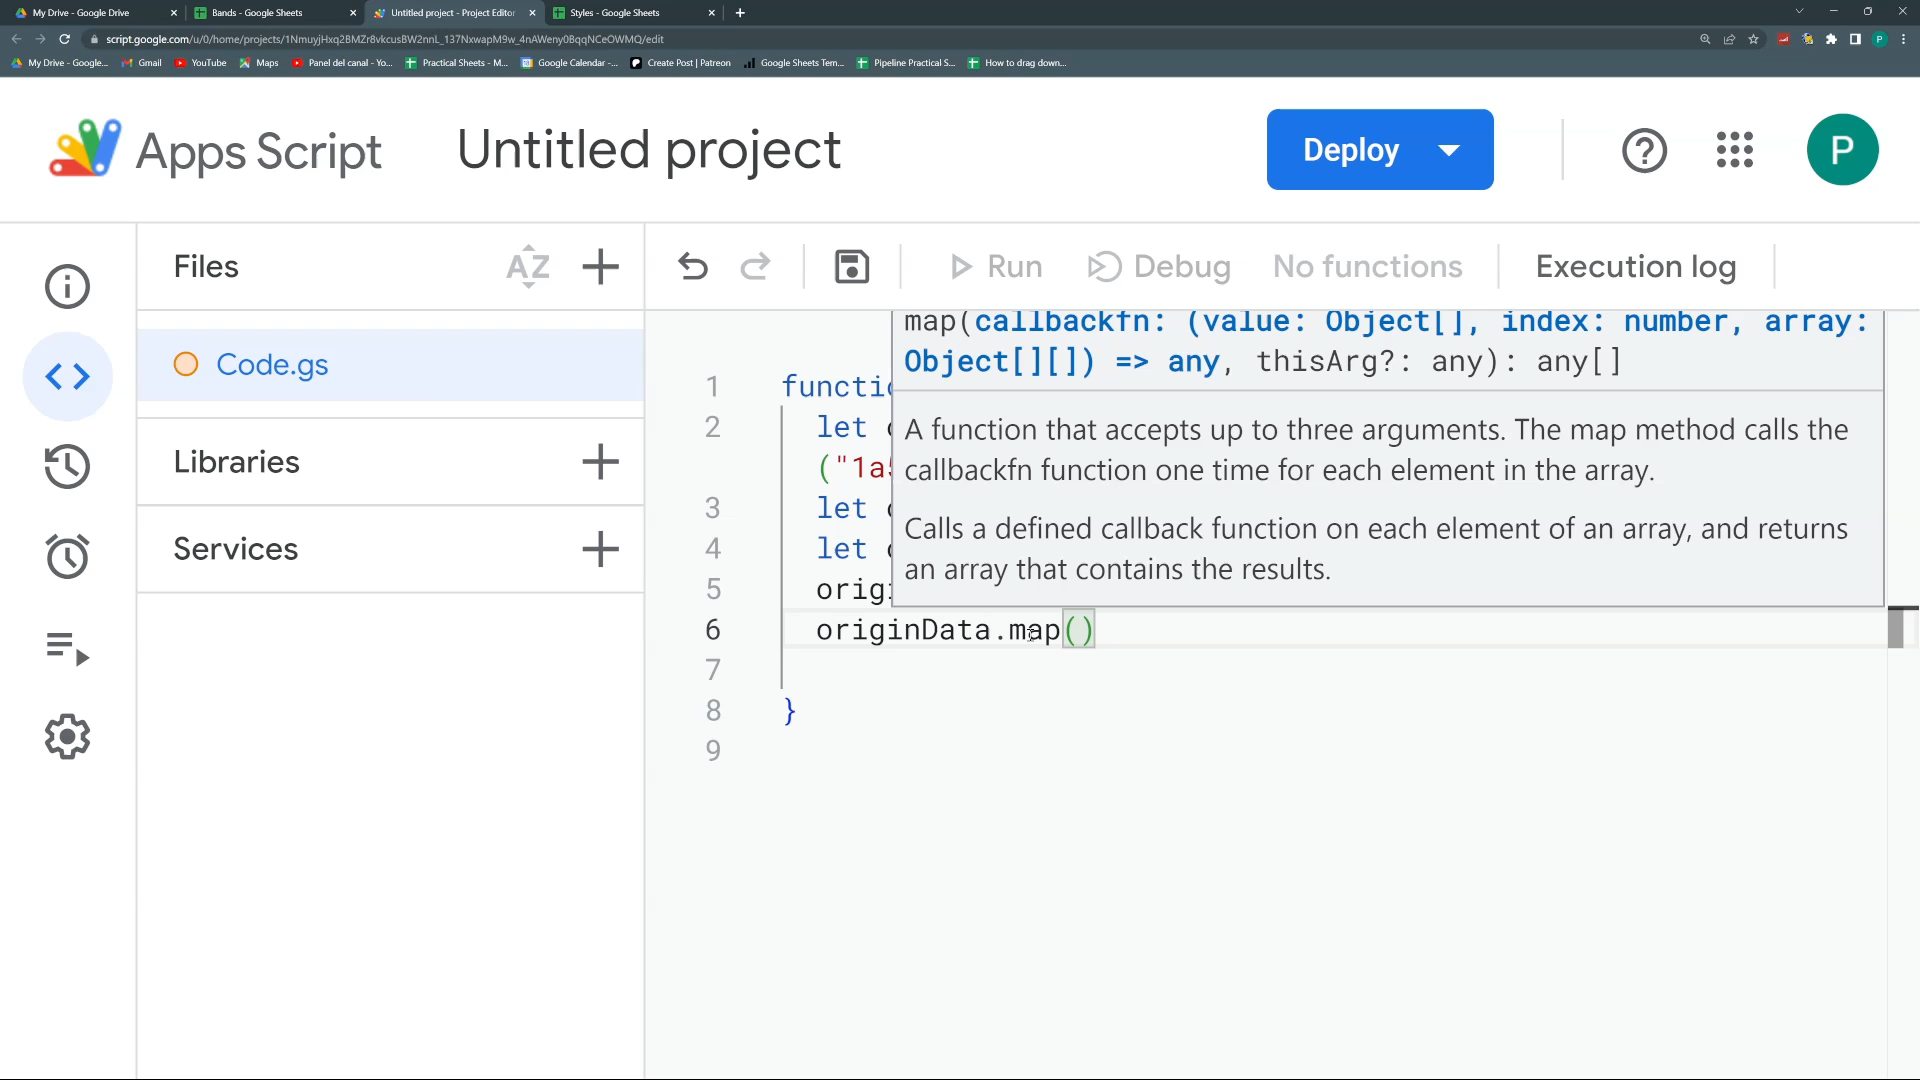 My Drive - Google Drive
Bands - Google Sheets
Untitled project - Project Editor
Styles - Google Sheets
script.google.com/u/0/home/projects/1NmuyjHxq2BMZr8vkcusBW2nnL_137NxwapM9w_4nAWeny0BqqNCeOWMQ/edit
P
My Drive - Google...
Gmail
YouTube
Maps
Panel del canal - Yo...
Practical Sheets - M...
Google Calendar -...
Create Post | Patreon
Google Sheets Tem...
Pipeline Practical S...
How to drag down...
Apps Script
Untitled project
Deploy
P
Files
AZ
Run
Debug
No functions
Execution log
Code.gs
Libraries
Services
map(callbackfn: (value: Object[], index: number, array:
Object[][]) => any, thisArg?: any): any[]
A function that accepts up to three arguments. The map method calls the
callbackfn function one time for each element in the array.
Calls a defined callback function on each element of an array, and returns
an array that contains the results.
1 functio
2 let
("1a
3 let
4 let
5 orig
6 originData.map()
7
8 }
9